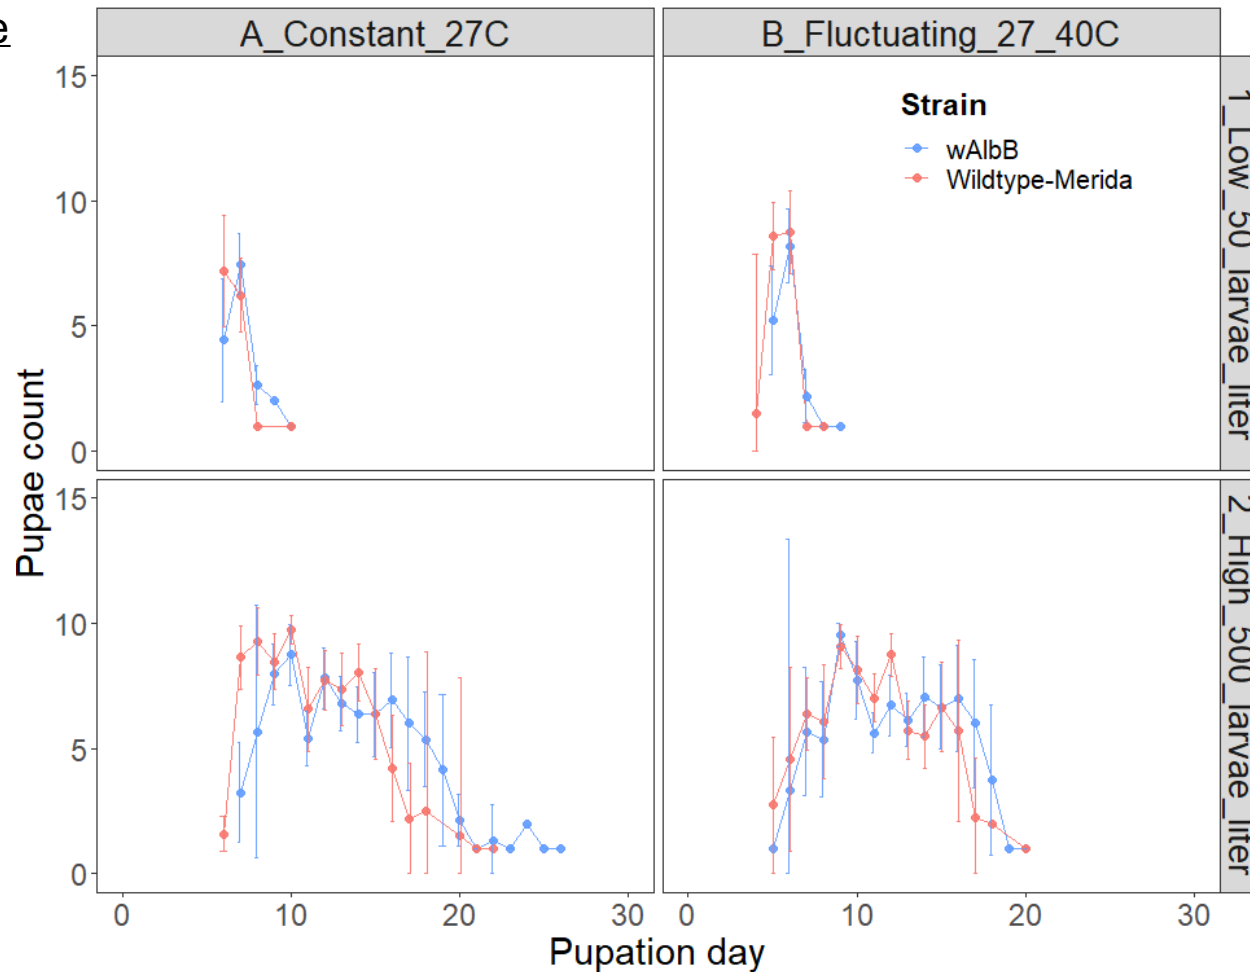 e
A_Constant_27C
B_Fluctuating_27_40C
15
10
5
0
Strain
wAlbB
Wildtype-Merida
1_Low_50_larvae_liter
Pupae count
15
10
5
0
2_High_500_larvae_liter
0 10 20 30
0 10 20 30
Pupation day